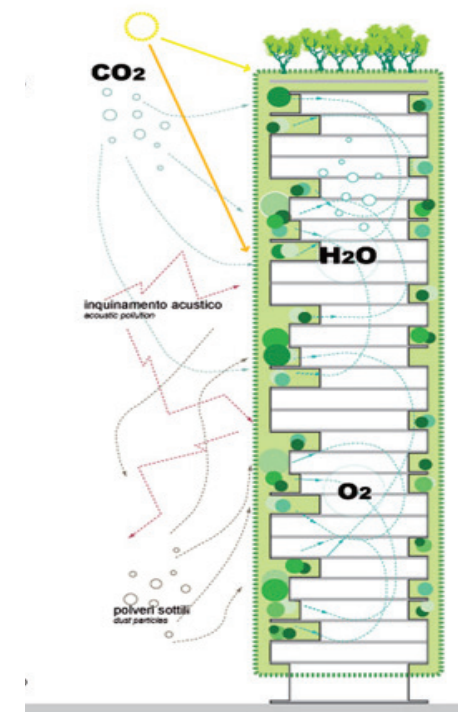 CO2
H2O
inquinamento acustico
acoustic pollution
O2
polveri sottili
dust particles